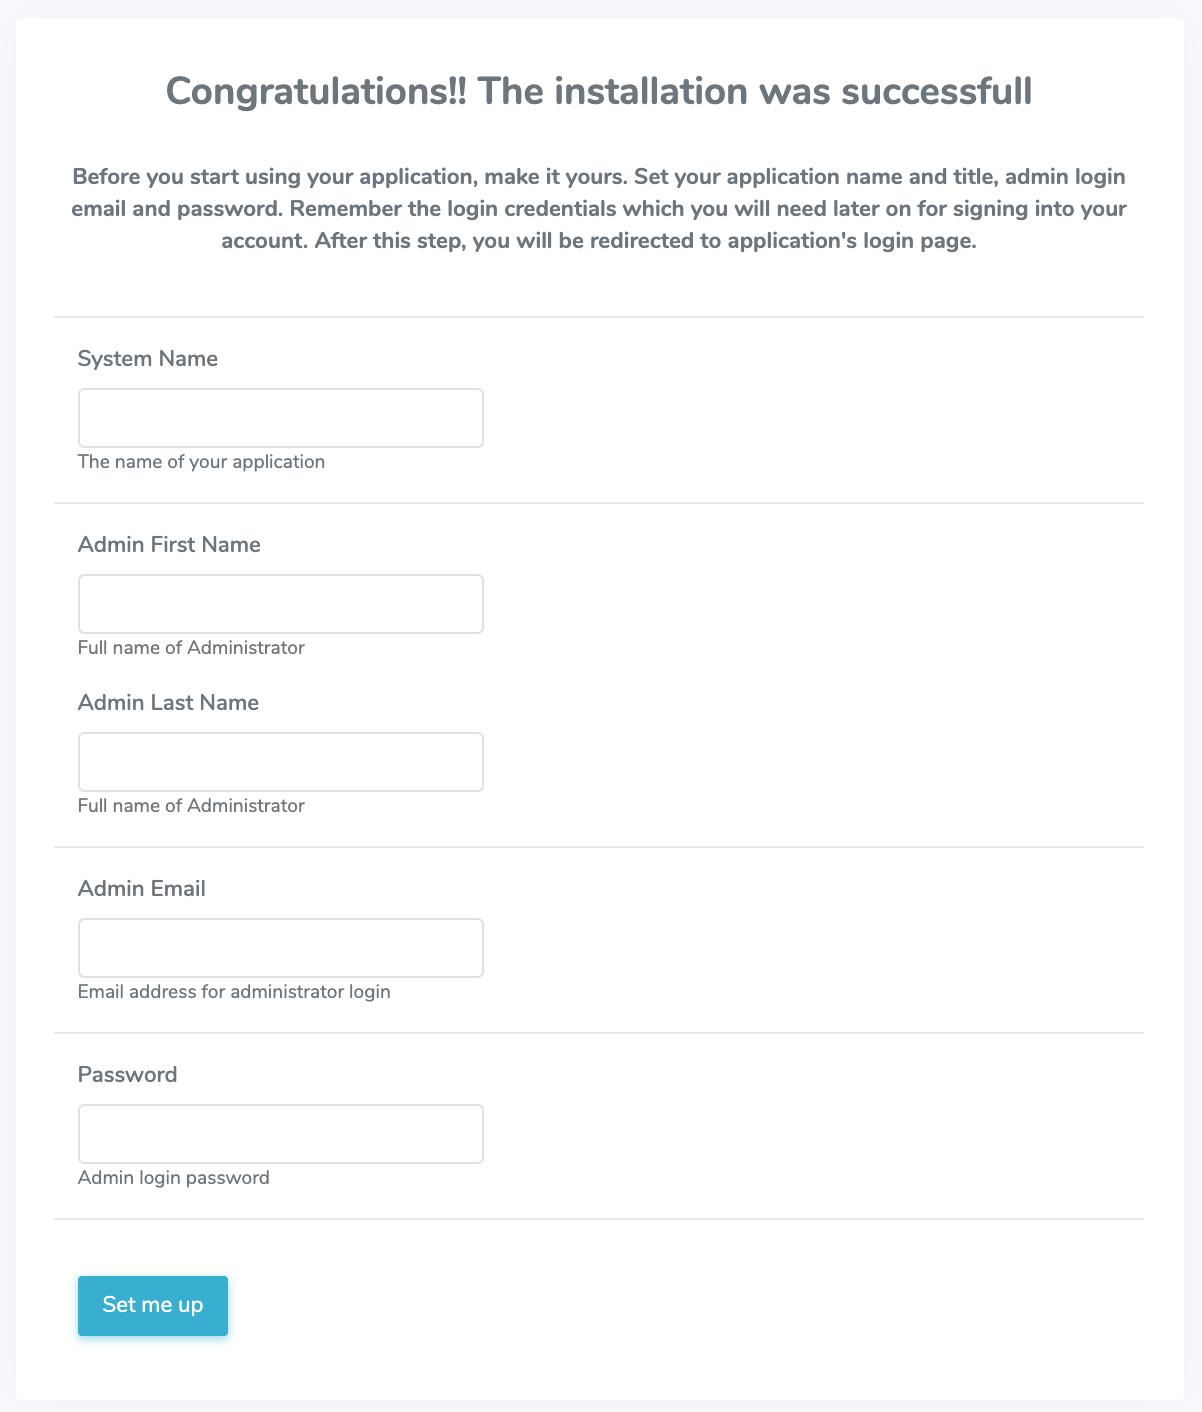 Congratulations!! The installation was successfull
Before you start using your application, make it yours. Set your application name and title, admin login
email and password. Remember the login credentials which you will need later on for signing into your
account. After this step, you will be redirected to application's login page.
System Name
The name of your application
Admin First Name
Full name of Administrator
Admin Last Name
Full name of Administrator
Admin Email
Email address for administrator login
Password
Admin login password
Set me up